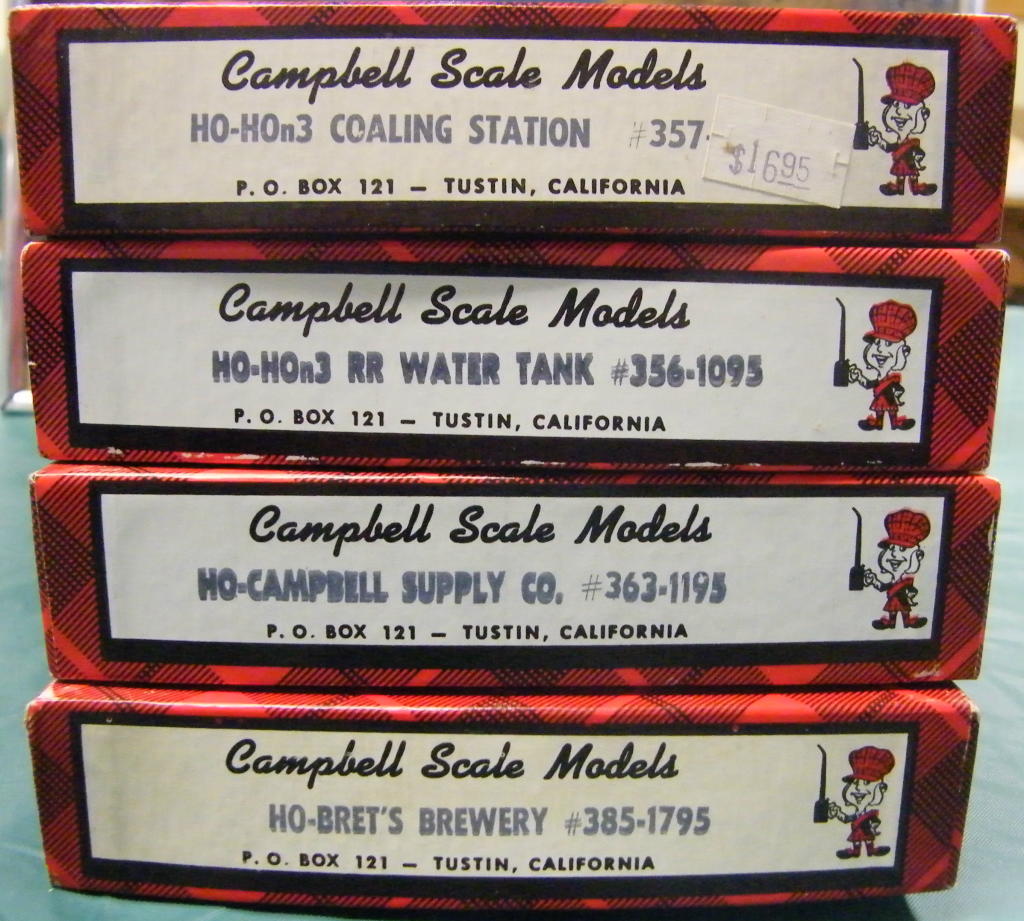 Campbell Scale Models
HO-HOn3 COALING STATION #357-
$1695
P. O. BOX 121 — TUSTIN, CALIFORNIA
Campbell Scale Models
HO-HOn3 RR WATER TANK #356-1095
P. O. BOX 121 — TUSTIN, CALIFORNIA
Campbell Scale Models
HO-CAMPBELL SUPPLY CO. #363-1195
P. O. BOX 121 — TUSTIN, CALIFORNIA
Campbell Scale Models
HO-BRET'S BREWERY #385-1795
P. O. BOX 121 — TUSTIN, CALIFORNIA